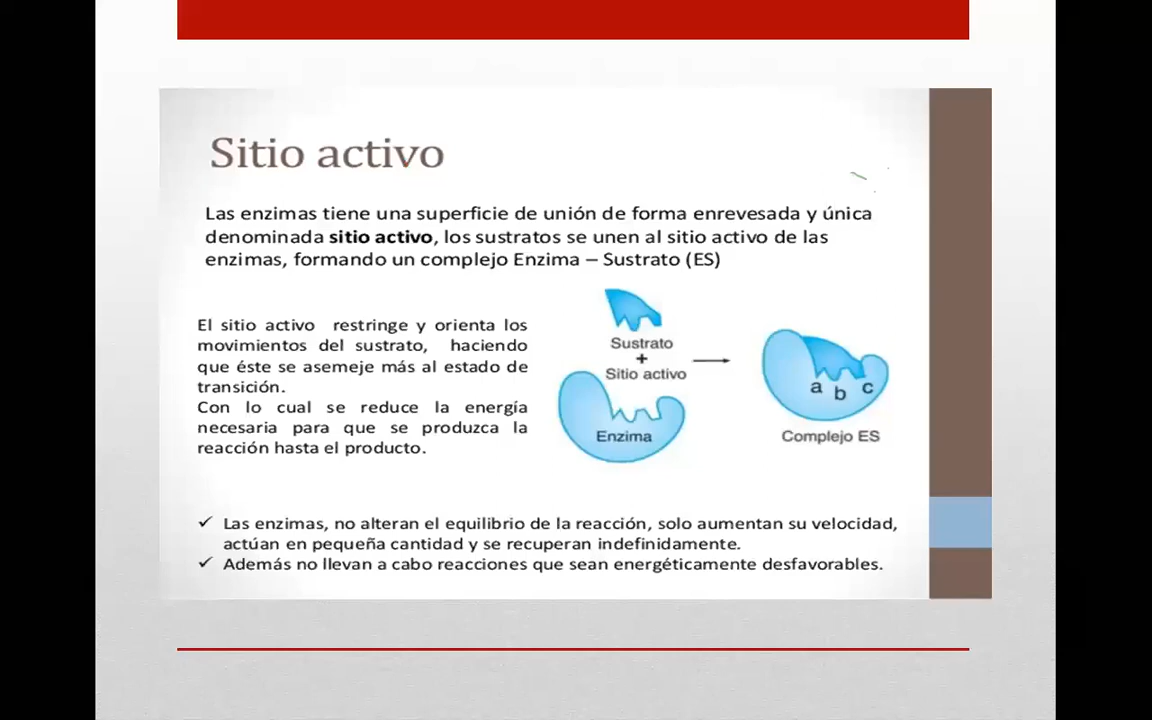 Sitio activo
Las enzimas tiene una superficie de unión de forma enrevesada y única
denominada sitio activo, los sustratos se unen al sitio activo de las
enzimas, formando un complejo Enzima – Sustrato (ES)
El sitio activo restringe y orienta los
movimientos del sustrato, haciendo
que éste se asemeje más al estado de
transición.
Con lo cual se reduce la energía
necesaria para que se produzca la
reacción hasta el producto.
Sustrato
+
Sitio activo
Enzima
a b c
Complejo ES
✓ Las enzimas, no alteran el equilibrio de la reacción, solo aumentan su velocidad,
actúan en pequeña cantidad y se recuperan indefinidamente.
✓ Además no llevan a cabo reacciones que sean energéticamente desfavorables.